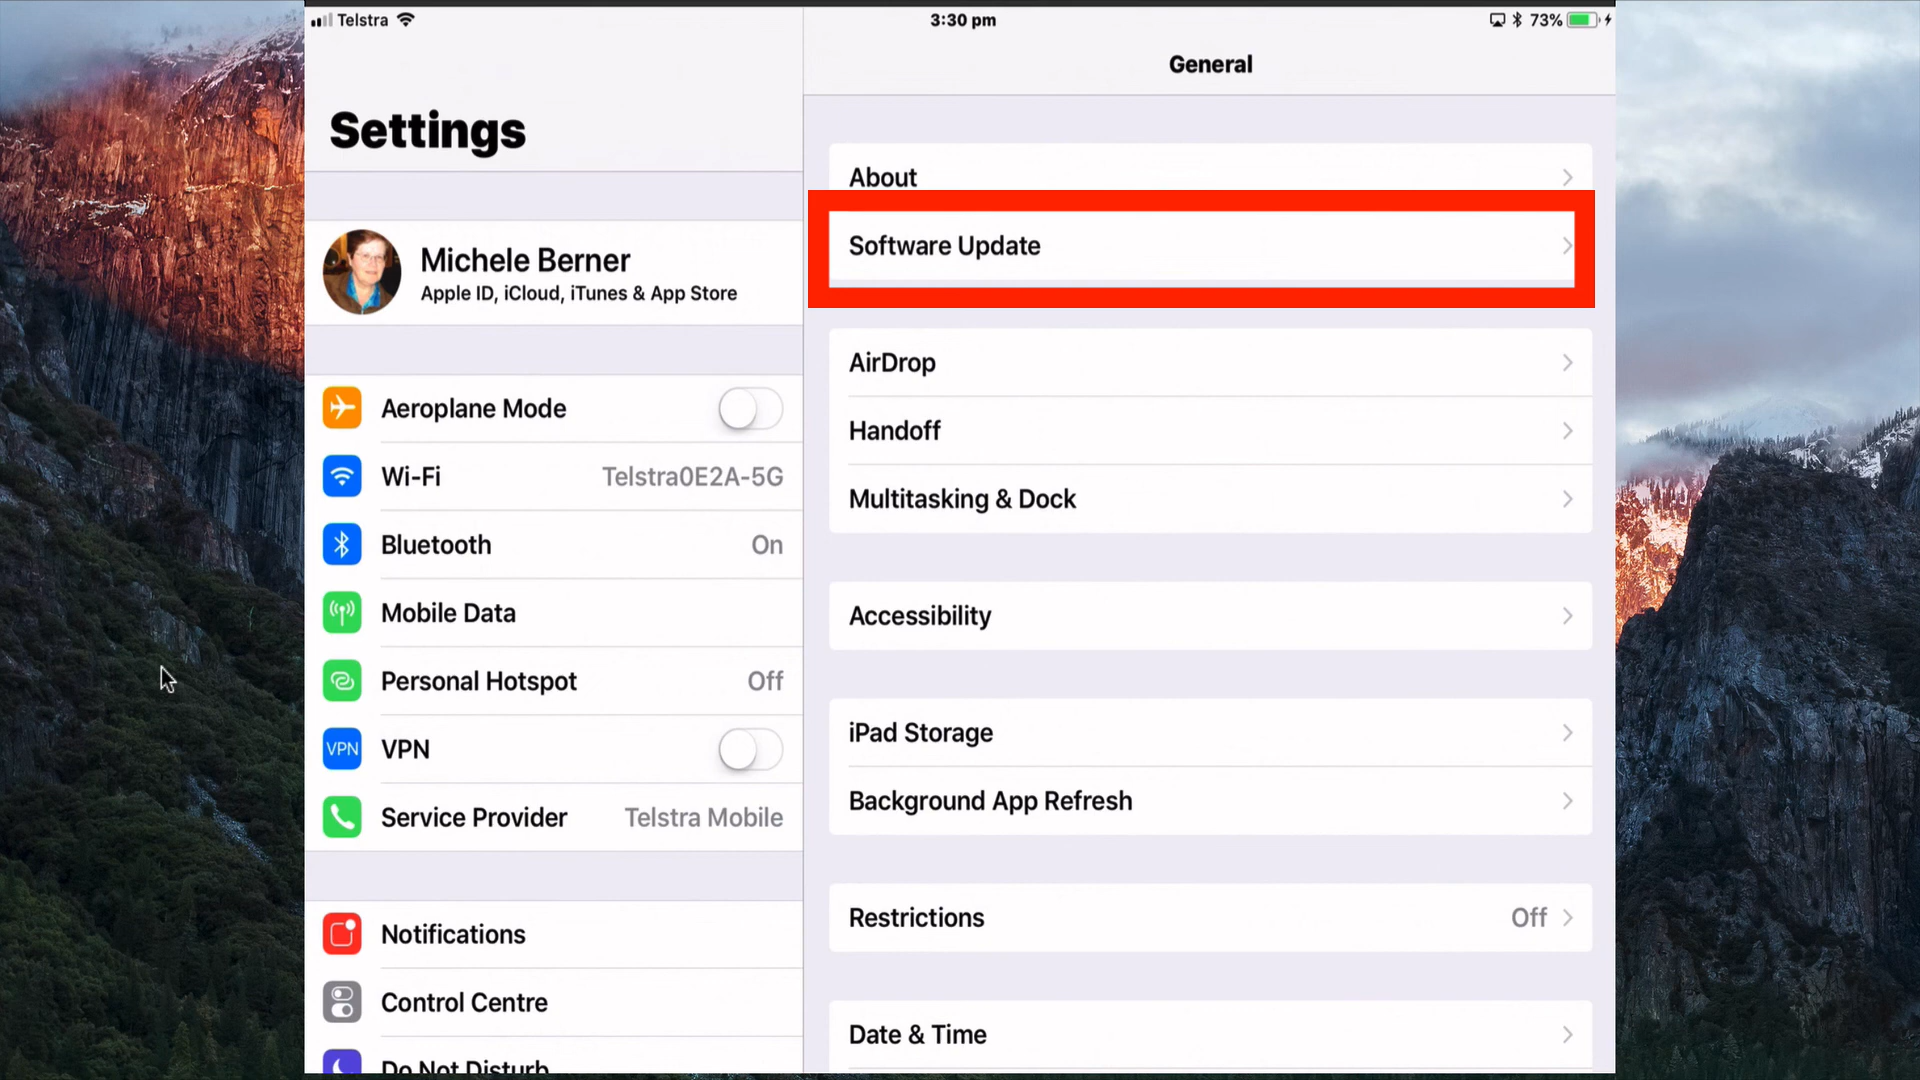 Telstra
3:30 pm
73%
Settings
Michele Berner
Apple ID, iCloud, iTunes & App Store
Aeroplane Mode
Wi-Fi Telstra0E2A-5G
Bluetooth On
Mobile Data
Personal Hotspot Off
VPN VPN
Service Provider Telstra Mobile
Notifications
Control Centre
Do Not Disturb
General
About
Software Update
AirDrop
Handoff
Multitasking & Dock
Accessibility
iPad Storage
Background App Refresh
Restrictions Off
Date & Time